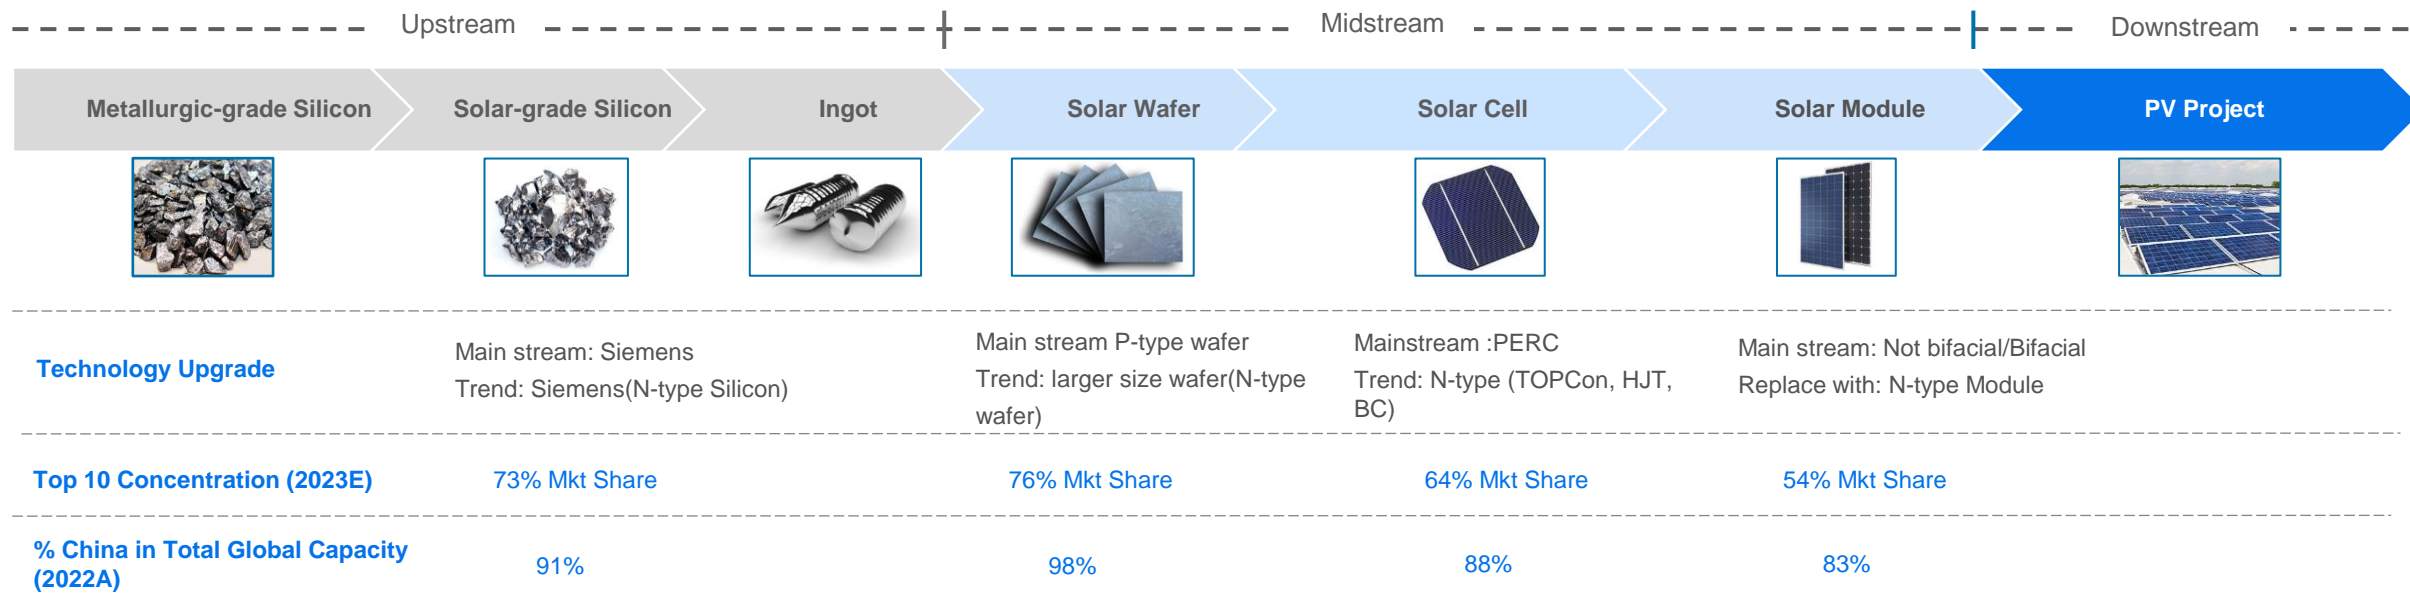 Upstream
Midstream
Downstream
Metallurgic-grade Silicon
Solar-grade Silicon
Ingot
Solar Wafer
Solar Cell
Solar Module
PV Project
Technology Upgrade
Main stream: Siemens
Trend: Siemens(N-type Silicon)
Main stream P-type wafer
Trend: larger size wafer(N-type
wafer)
Mainstream :PERC
Trend: N-type (TOPCon, HJT,
BC)
Main stream: Not bifacial/Bifacial
Replace with: N-type Module
Top 10 Concentration (2023E)
73% Mkt Share
76% Mkt Share
64% Mkt Share
54% Mkt Share
% China in Total Global Capacity
(2022A)
91%
98%
88%
83%